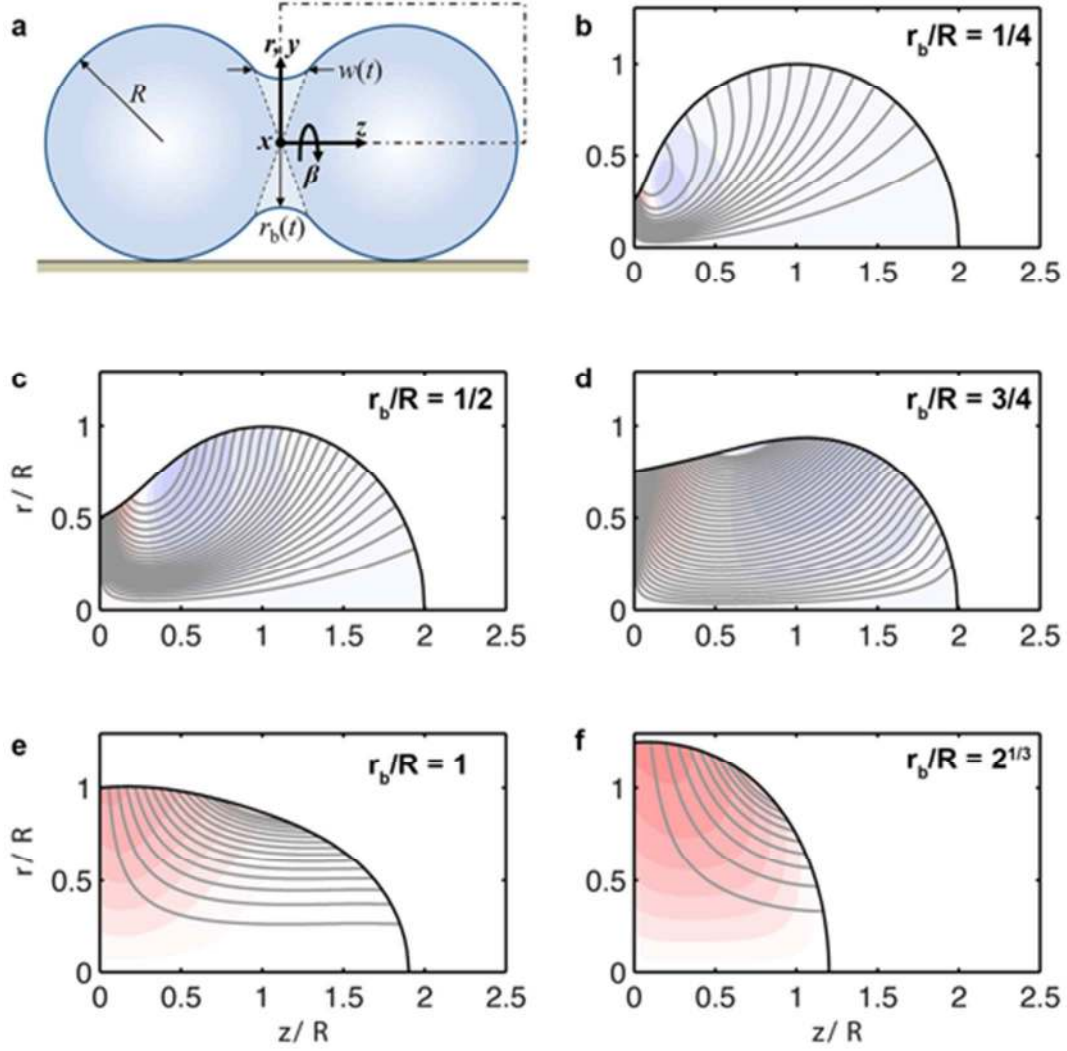 a
r, y
w(t)
R
x
z
β
r_b(t)
b
r_b/R = 1/4
1
0.5
0
0 0.5 1 1.5 2 2.5
c
r_b/R = 1/2
r / R
1
0.5
0
0 0.5 1 1.5 2 2.5
d
r_b/R = 3/4
1
0.5
0
0 0.5 1 1.5 2 2.5
e
r_b/R = 1
r / R
1
0.5
0
0 0.5 1 1.5 2 2.5
z / R
f
r_b/R = 2^1/3
1
0.5
0
0 0.5 1 1.5 2 2.5
z / R